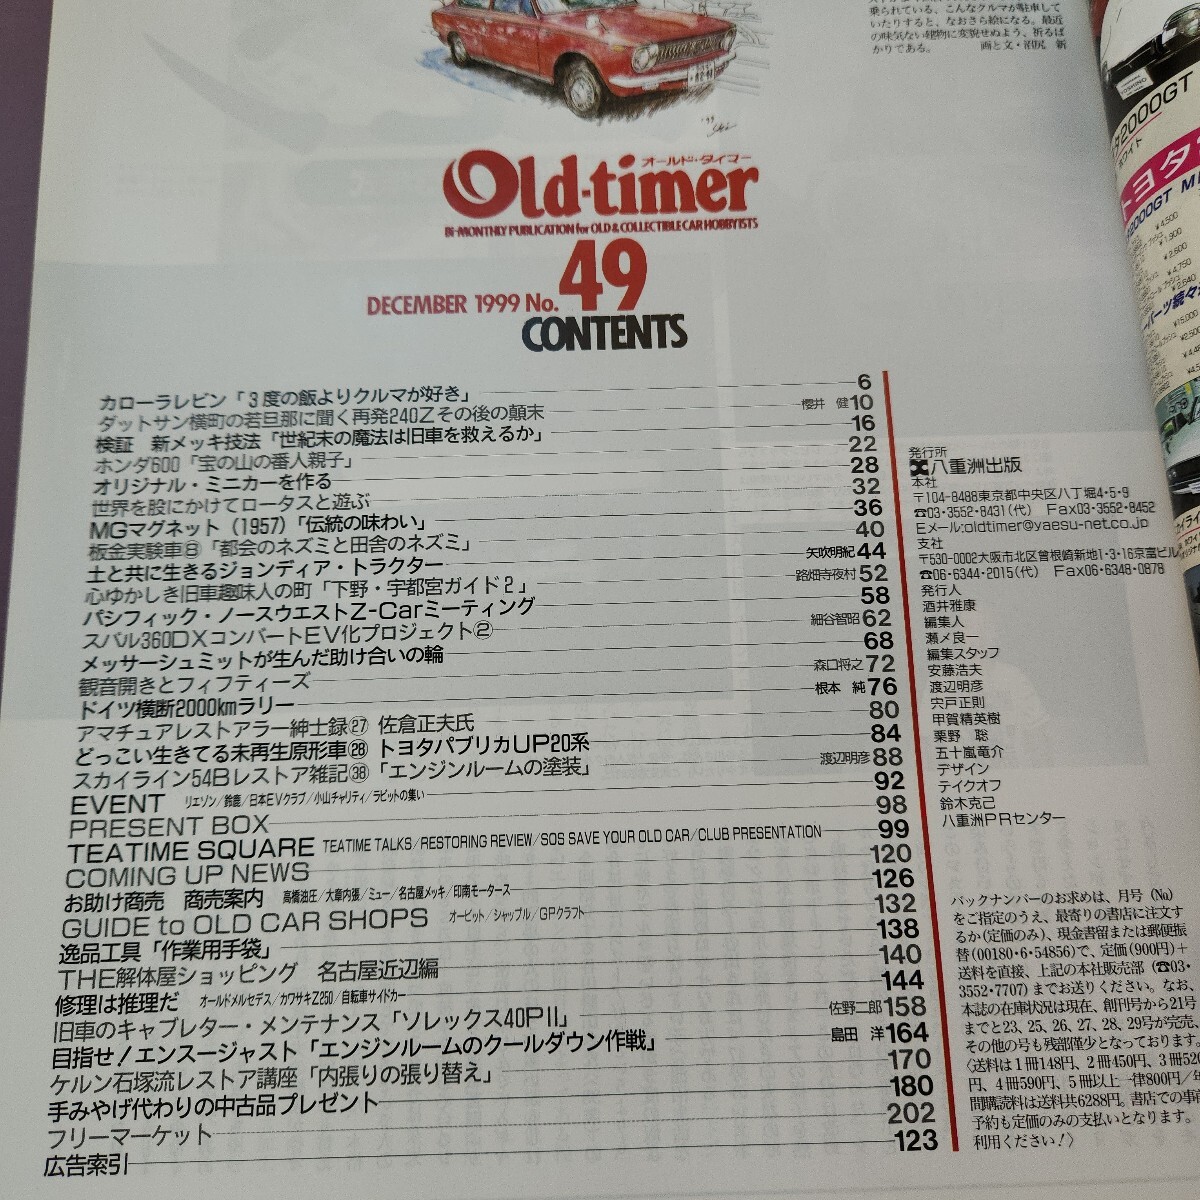 乗られている、こんなクルマが駐車して
いたりすると、なおさら絵になる。最近
の味気ない建物に変貌せぬよう、祈るば
かりである。 画と文・沼尻 新
オールド・タイマー
Old-timer
BI-MONTHLY PUBLICATION for OLD & COLLECTIBLE CAR HOBBYISTS
DECEMBER 1999 No.49
CONTENTS
カローラレビン「3度の飯よりクルマが好き」 6
ダットサン横町の若旦那に聞く再発240Zその後の顛末 櫻井 健 10
検証 新メッキ技法「世紀末の魔法は旧車を救えるか」 16
ホンダ600「宝の山の番人親子」 22
オリジナル・ミニカーを作る 28
世界を股にかけてロータスと遊ぶ 32
MGマグネット(1957)「伝統の味わい」 36
板金実験車⑧「都会のネズミと田舎のネズミ」 40
土と共に生きるジョンディア・トラクター 矢吹明紀 44
心ゆかしき旧車趣味人の町「下野・宇都宮ガイド2」 路畑寺夜村 52
パシフィック・ノースウエストZ-Carミーティング 58
スバル360DXコンバートEV化プロジェクト② 細谷智昭 62
メッサーシュミットが生んだ助け合いの輪 68
観音開きとフィフティーズ 森口将之 72
ドイツ横断2000kmラリー 根本 純 76
アマチュアレストアラー紳士録㉗ 佐倉正夫氏 80
どっこい生きてる未再生原形車㉘ トヨタパブリカUP20系 84
スカイライン54Bレストア雑記㊳「エンジンルームの塗装」 渡辺明彦 88
EVENT リエゾン/鈴鹿/日本EVクラブ/小山チャリティ/ラビットの集い 92
PRESENT BOX 98
TEATIME SQUARE TEATIME TALKS/RESTORING REVIEW/SOS SAVE YOUR OLD CAR/CLUB PRESENTATION 99
COMING UP NEWS 120
お助け商売 商売案内 高橋油圧/大章内張/ミュー/名古屋メッキ/印南モータース 126
GUIDE to OLD CAR SHOPS オービット/シャップル/GPクラフト 132
逸品工具「作業用手袋」 138
THE解体屋ショッピング 名古屋近辺編 140
修理は推理だ オールドメルセデス/カワサキZ250/自転車サイドカー 144
旧車のキャブレター・メンテナンス「ソレックス40PII」 佐野二郎 158
目指せ!エンスージャスト「エンジンルームのクールダウン作戦」 島田 洋 164
ケルン石塚流レストア講座「内張りの張り替え」 170
手みやげ代わりの中古品プレゼント 180
フリーマーケット 202
広告索引 123
発行所
八重洲出版
本社
〒104-8488東京都中央区八丁堀4・5・9
☎03・3552・8431(代) Fax03・3552・8452
Eメール:oldtimer@yaesu-net.co.jp
支社
〒530-0002大阪市北区曽根崎新地1・3・16京富ビル
☎06・6344・2015(代) Fax06・6348・0878
発行人
酒井雅康
編集人
瀬メ良一
編集スタッフ
安藤浩夫
渡辺明彦
宍戸正則
甲賀精英樹
栗野 聡
五十嵐竜介
デザイン
テイクオフ
鈴木克己
八重洲PRセンター
バックナンバーのお求めは、月号(No)
をご指定のうえ、最寄りの書店に注文す
るか(定価のみ)、現金書留または郵便振
替(00180・6・54856)で、定価(900円)+
送料を直接、上記の本社販売部(☎03・
3552・7707)までお送りください。なお、
本誌の在庫状況は現在、創刊号から21号
までと23、25、26、27、28、29号が完売、
その他の号も残部僅少となっております。
〈送料は1冊148円、2冊450円、3冊520
円、4冊590円、5冊以上一律800円/年
間購読料は送料共6288円。書店での事前
予約も定価のみの支払いとなります。
利用ください!〉
2000GT
ホワイト
トヨタ
2000GT
¥4,500
¥1,900
¥2,600
¥4,750
¥2,640
パーツ続々
¥15,000